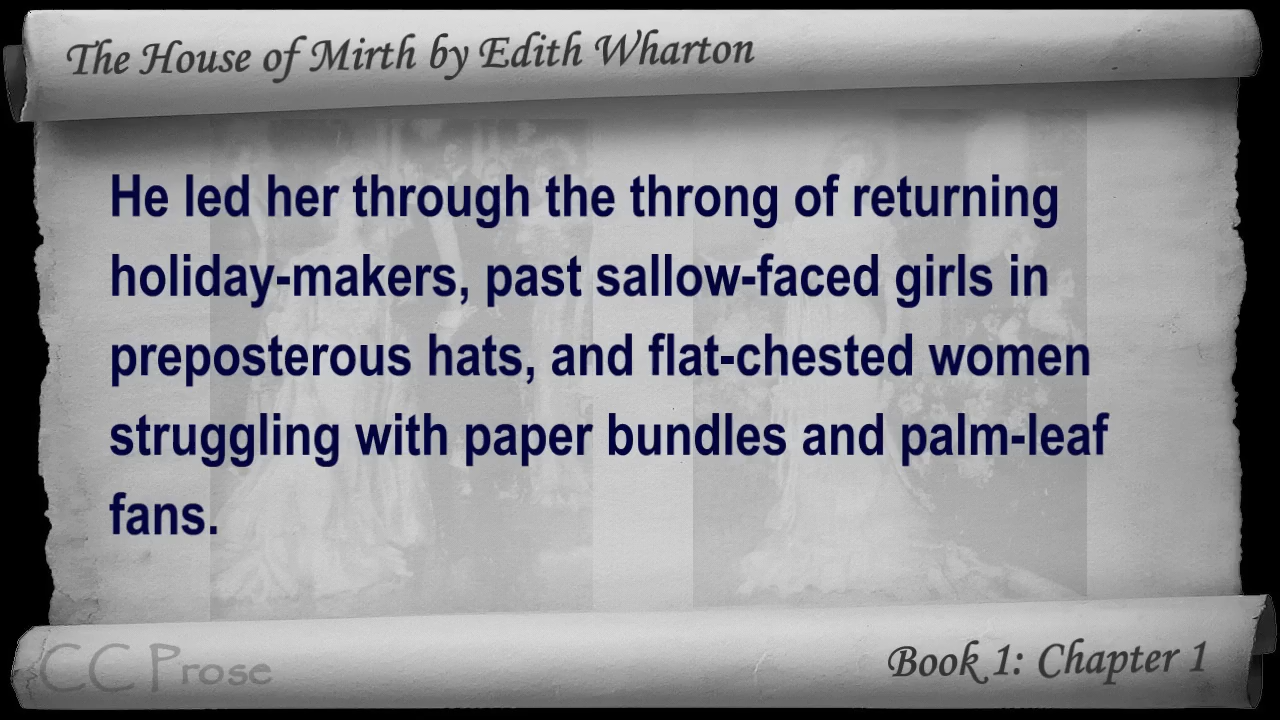 The House of Mirth by Edith Wharton
He led her through the throng of returning
holiday-makers, past sallow-faced girls in
preposterous hats, and flat-chested women
struggling with paper bundles and palm-leaf
fans.
CC Prose
Book 1: Chapter 1